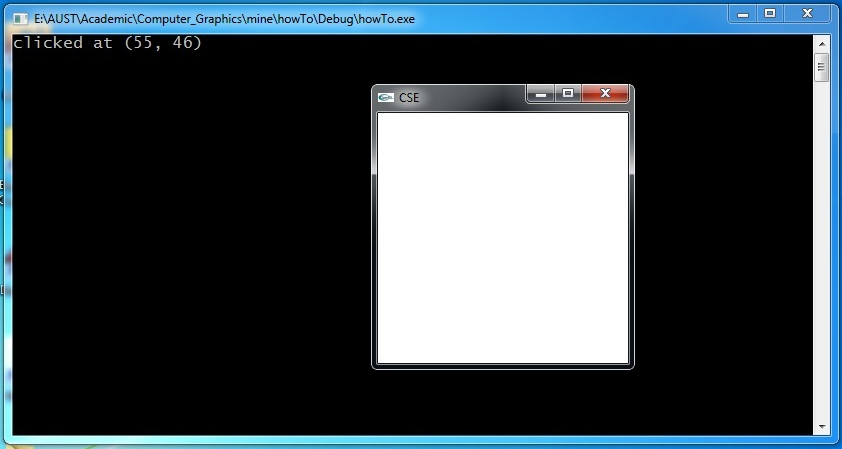 E:\AUST\Academic\Computer_Graphics\mine\howTo\Debug\howTo.exe
clicked at (55, 46)
CSE